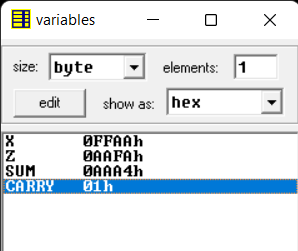 variables
size: byte elements: 1
edit show as: hex
X 0FFAAh
Z 0AAFAh
SUM 0AAA4h
CARRY 01h